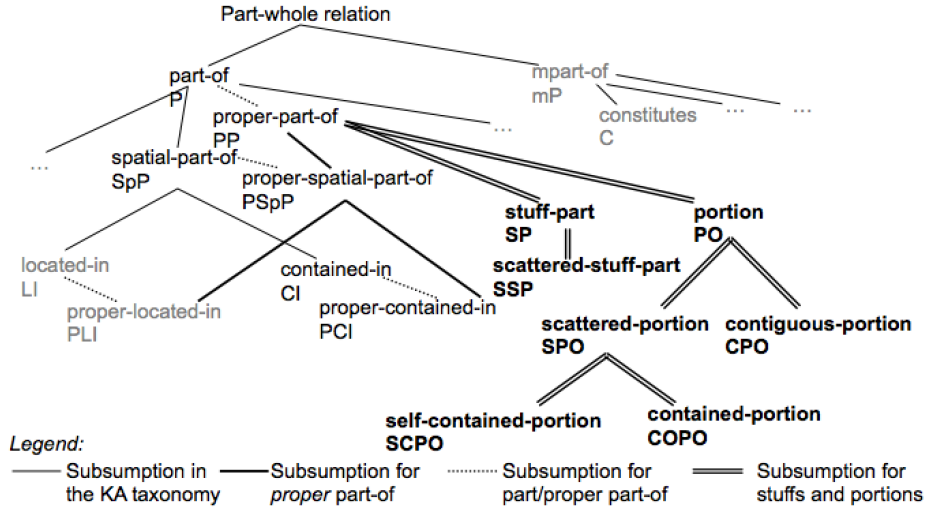 Part-whole relation
part-of
P
mpart-of
mP
proper-part-of
PP
constitutes
C
...
...
...
...
spatial-part-of
SpP
proper-spatial-part-of
PSpP
stuff-part
SP
portion
PO
located-in
LI
contained-in
CI
scattered-stuff-part
SSP
proper-located-in
PLI
proper-contained-in
PCI
scattered-portion
SPO
contiguous-portion
CPO
self-contained-portion
SCPO
contained-portion
COPO
Legend:
Subsumption in
the KA taxonomy
Subsumption for
proper part-of
Subsumption for
part/proper part-of
Subsumption for
stuffs and portions